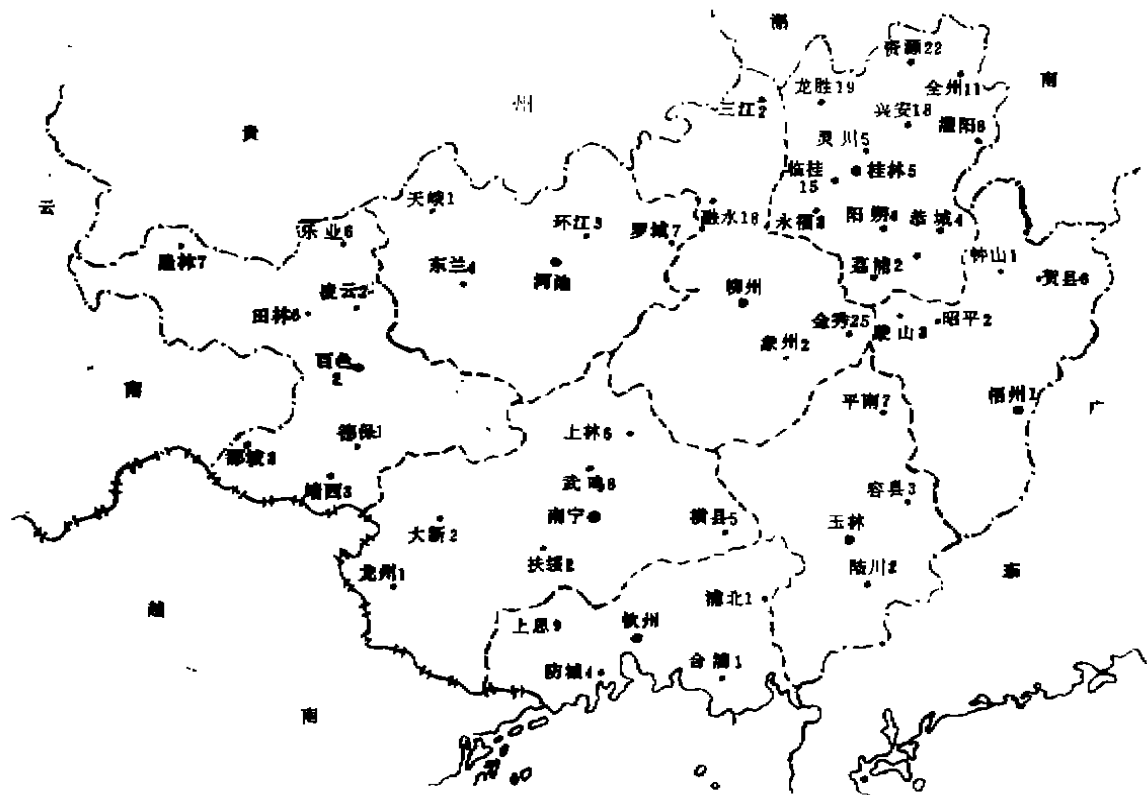 湖
资源22
南
龙胜19
全州11
州
三江2
兴安18
贵
灌阳8
灵川5
临桂
15
桂林5
云
天峨1
融永18
永福3
阳朔4
恭城4
乐业6
环江3
罗城7
隆林7
东兰4
河池
荔浦2
钟山1
贺县6
凌云2
田林6
柳州
金秀25
蒙山3
昭平2
象州2
百色
2
南
平南7
梧州1
广
上林6
德保1
那坡3
靖西3
武鸣8
容县3
南宁
横县5
大新2
玉林
扶绥2
龙州1
陆川2
东
越
浦北1
上思9
钦州
防城4
合浦1
南